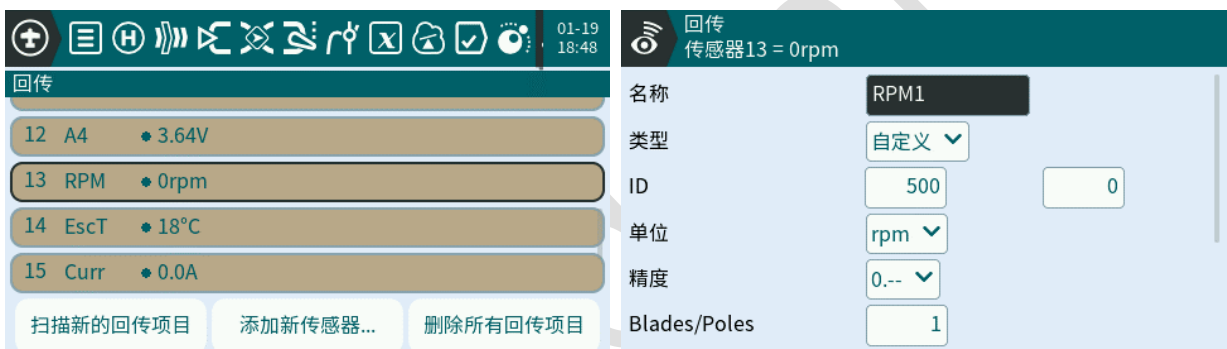 01-19
18:48
回传
12 A4 ● 3.64V
13 RPM ● 0rpm
14 EscT ● 18°C
15 Curr ● 0.0A
扫描新的回传项目 添加新传感器... 删除所有回传项目
回传
传感器13 = 0rpm
名称 RPM1
类型 自定义
ID 500 0
单位 rpm
精度 0.--
Blades/Poles 1